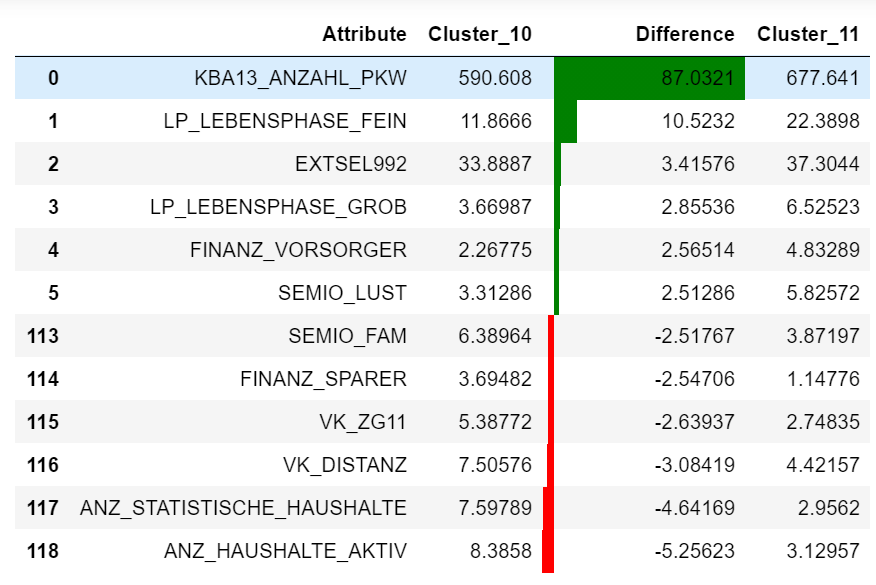 Attribute Cluster_10 Difference Cluster_11
0 KBA13_ANZAHL_PKW 590.608 87.0321 677.641
1 LP_LEBENSPHASE_FEIN 11.8666 10.5232 22.3898
2 EXTSEL992 33.8887 3.41576 37.3044
3 LP_LEBENSPHASE_GROB 3.66987 2.85536 6.52523
4 FINANZ_VORSORGER 2.26775 2.56514 4.83289
5 SEMIO_LUST 3.31286 2.51286 5.82572
113 SEMIO_FAM 6.38964 -2.51767 3.87197
114 FINANZ_SPARER 3.69482 -2.54706 1.14776
115 VK_ZG11 5.38772 -2.63937 2.74835
116 VK_DISTANZ 7.50576 -3.08419 4.42157
117 ANZ_STATISTISCHE_HAUSHALTE 7.59789 -4.64169 2.9562
118 ANZ_HAUSHALTE_AKTIV 8.3858 -5.25623 3.12957